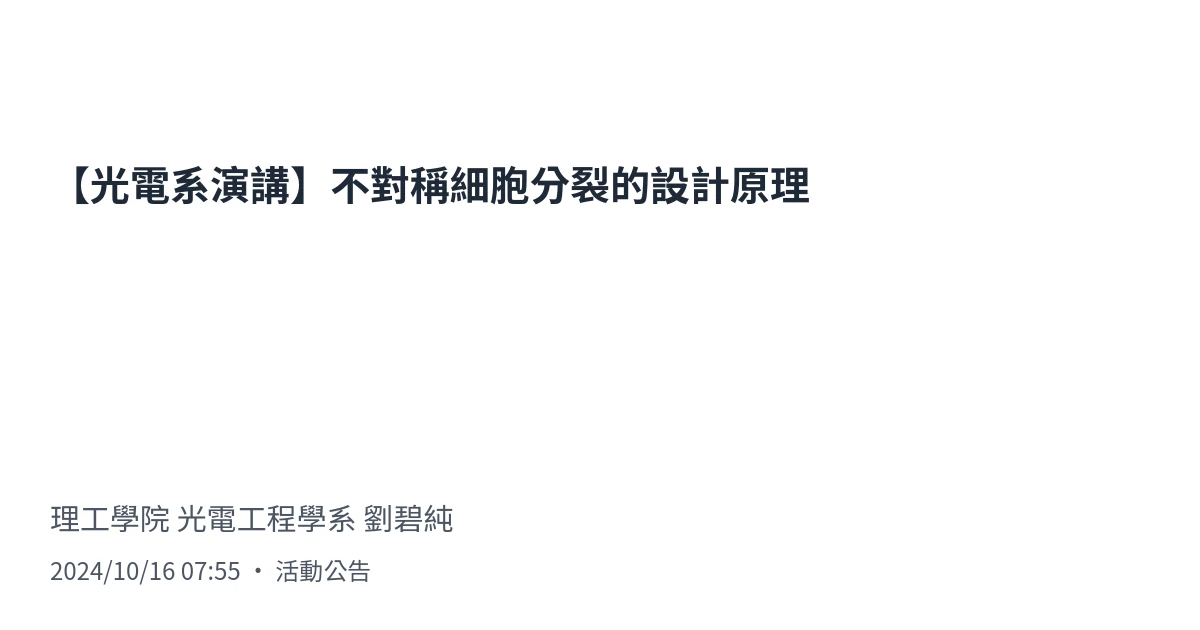 【光電系演講】不對稱細胞分裂的設計原理
理工學院 光電工程學系 劉碧純
2024/10/16 07:55 • 活動公告